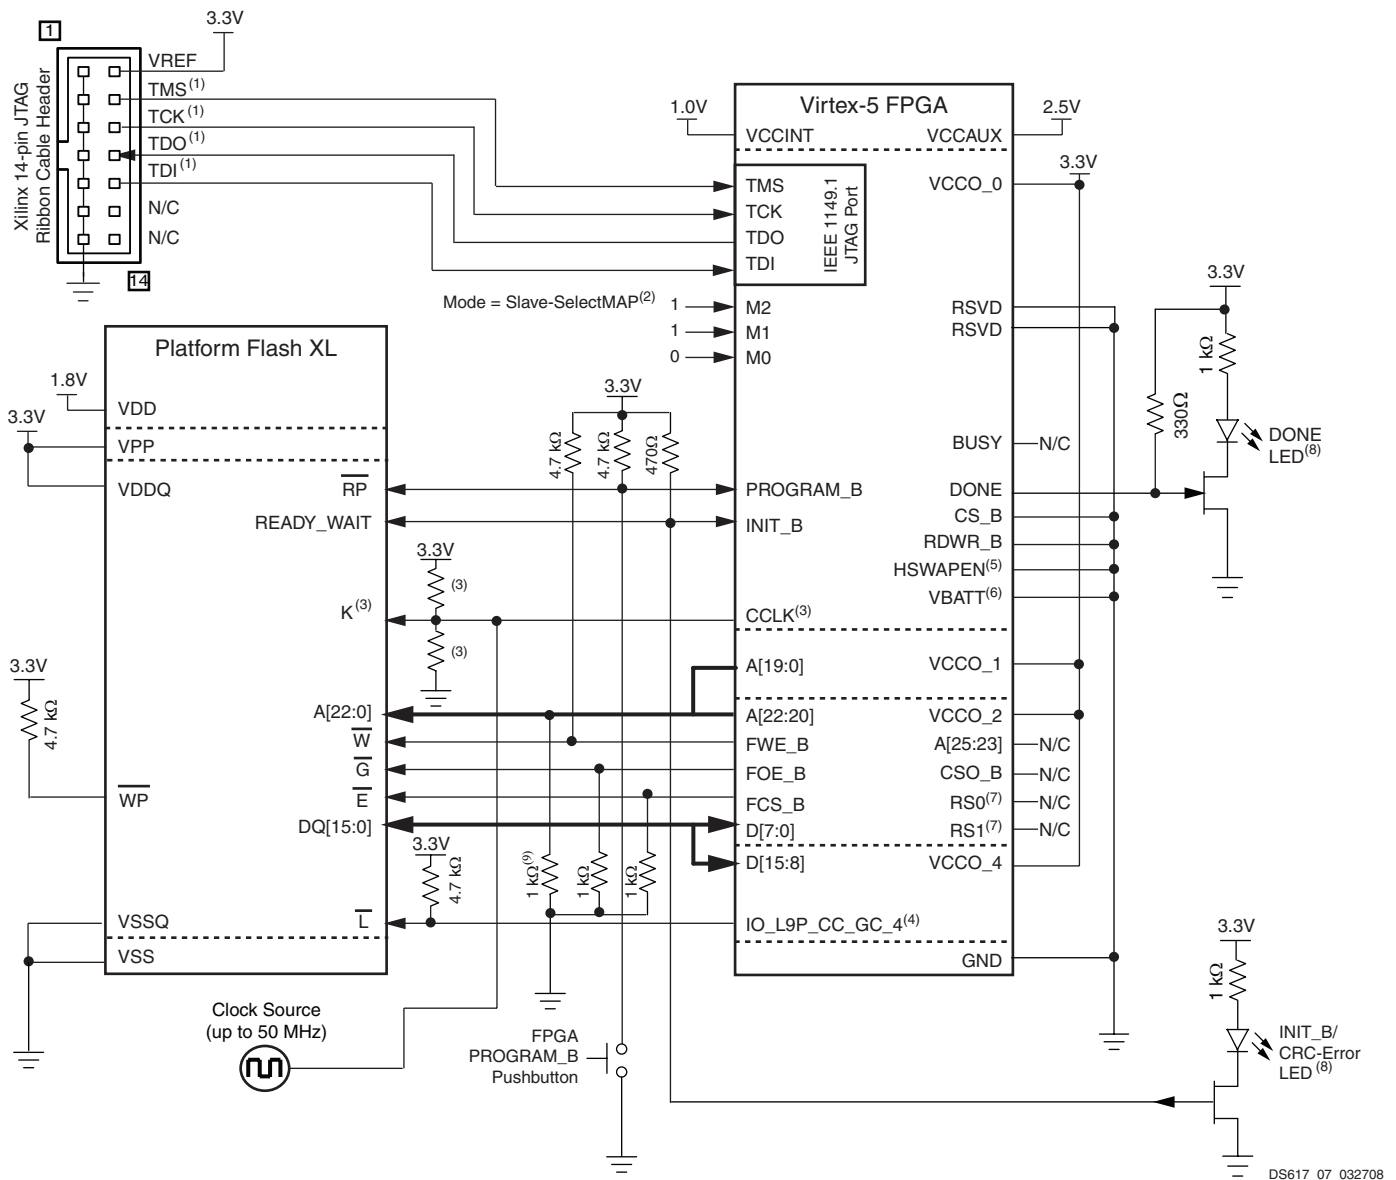 1
3.3V
Xilinx 14-pin JTAG
Ribbon Cable Header
VREF
TMS(1)
TCK(1)
TDO(1)
TDI(1)
N/C
N/C
14
Virtex-5 FPGA
1.0V
VCCINT
VCCAUX
2.5V
TMS
TCK
TDO
TDI
IEEE 1149.1
JTAG Port
3.3V
VCCO_0
Mode = Slave-SelectMAP(2)
1
M2
1
M1
0
M0
RSVD
RSVD
3.3V
1 kΩ
330Ω
DONE
LED(8)
BUSY
N/C
Platform Flash XL
1.8V
VDD
3.3V
VPP
VDDQ
3.3V
4.7 kΩ
4.7 kΩ
470Ω
RP
PROGRAM_B
DONE
READY_WAIT
INIT_B
CS_B
RDWR_B
HSWAPEN(5)
VBATT(6)
3.3V
(3)
K(3)
CCLK(3)
(3)
3.3V
4.7 kΩ
A[19:0]
VCCO_1
A[22:0]
A[22:20]
VCCO_2
W
FWE_B
A[25:23]
N/C
G
FOE_B
CSO_B
N/C
WP
E
FCS_B
RS0(7)
N/C
DQ[15:0]
D[7:0]
RS1(7)
N/C
3.3V
4.7 kΩ
1 kΩ(9)
1 kΩ
1 kΩ
D[15:8]
VCCO_4
VSSQ
L
IO_L9P_CC_GC_4(4)
VSS
GND
Clock Source
(up to 50 MHz)
FPGA
PROGRAM_B
Pushbutton
3.3V
1 kΩ
INIT_B/
CRC-Error
LED(8)
DS617_07_032708